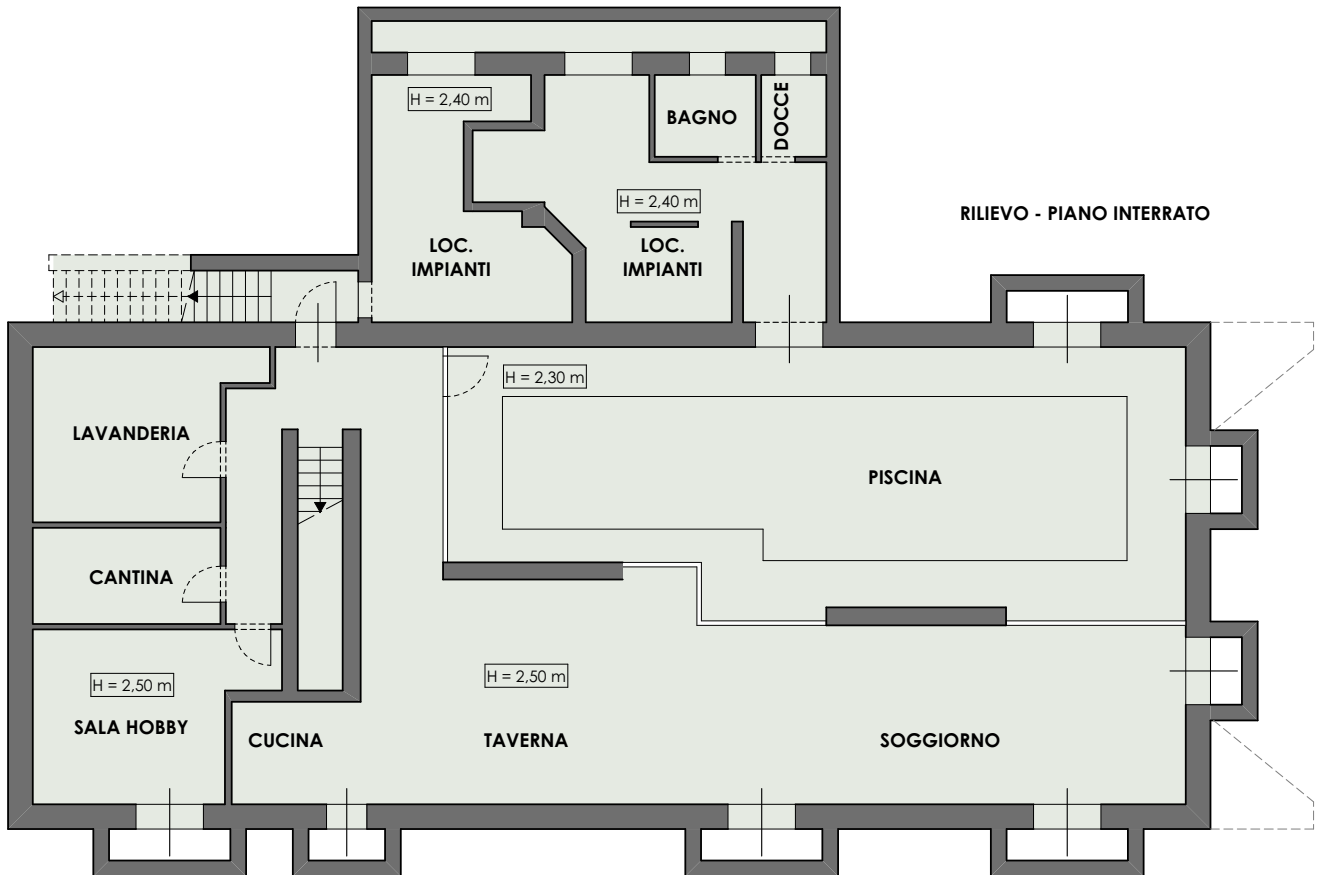 H = 2,40 m
BAGNO
DOCCE
H = 2,40 m
RILIEVO - PIANO INTERRATO
LOC.
IMPIANTI
LOC.
IMPIANTI
H = 2,30 m
LAVANDERIA
PISCINA
CANTINA
H = 2,50 m
H = 2,50 m
SALA HOBBY
CUCINA
TAVERNA
SOGGIORNO